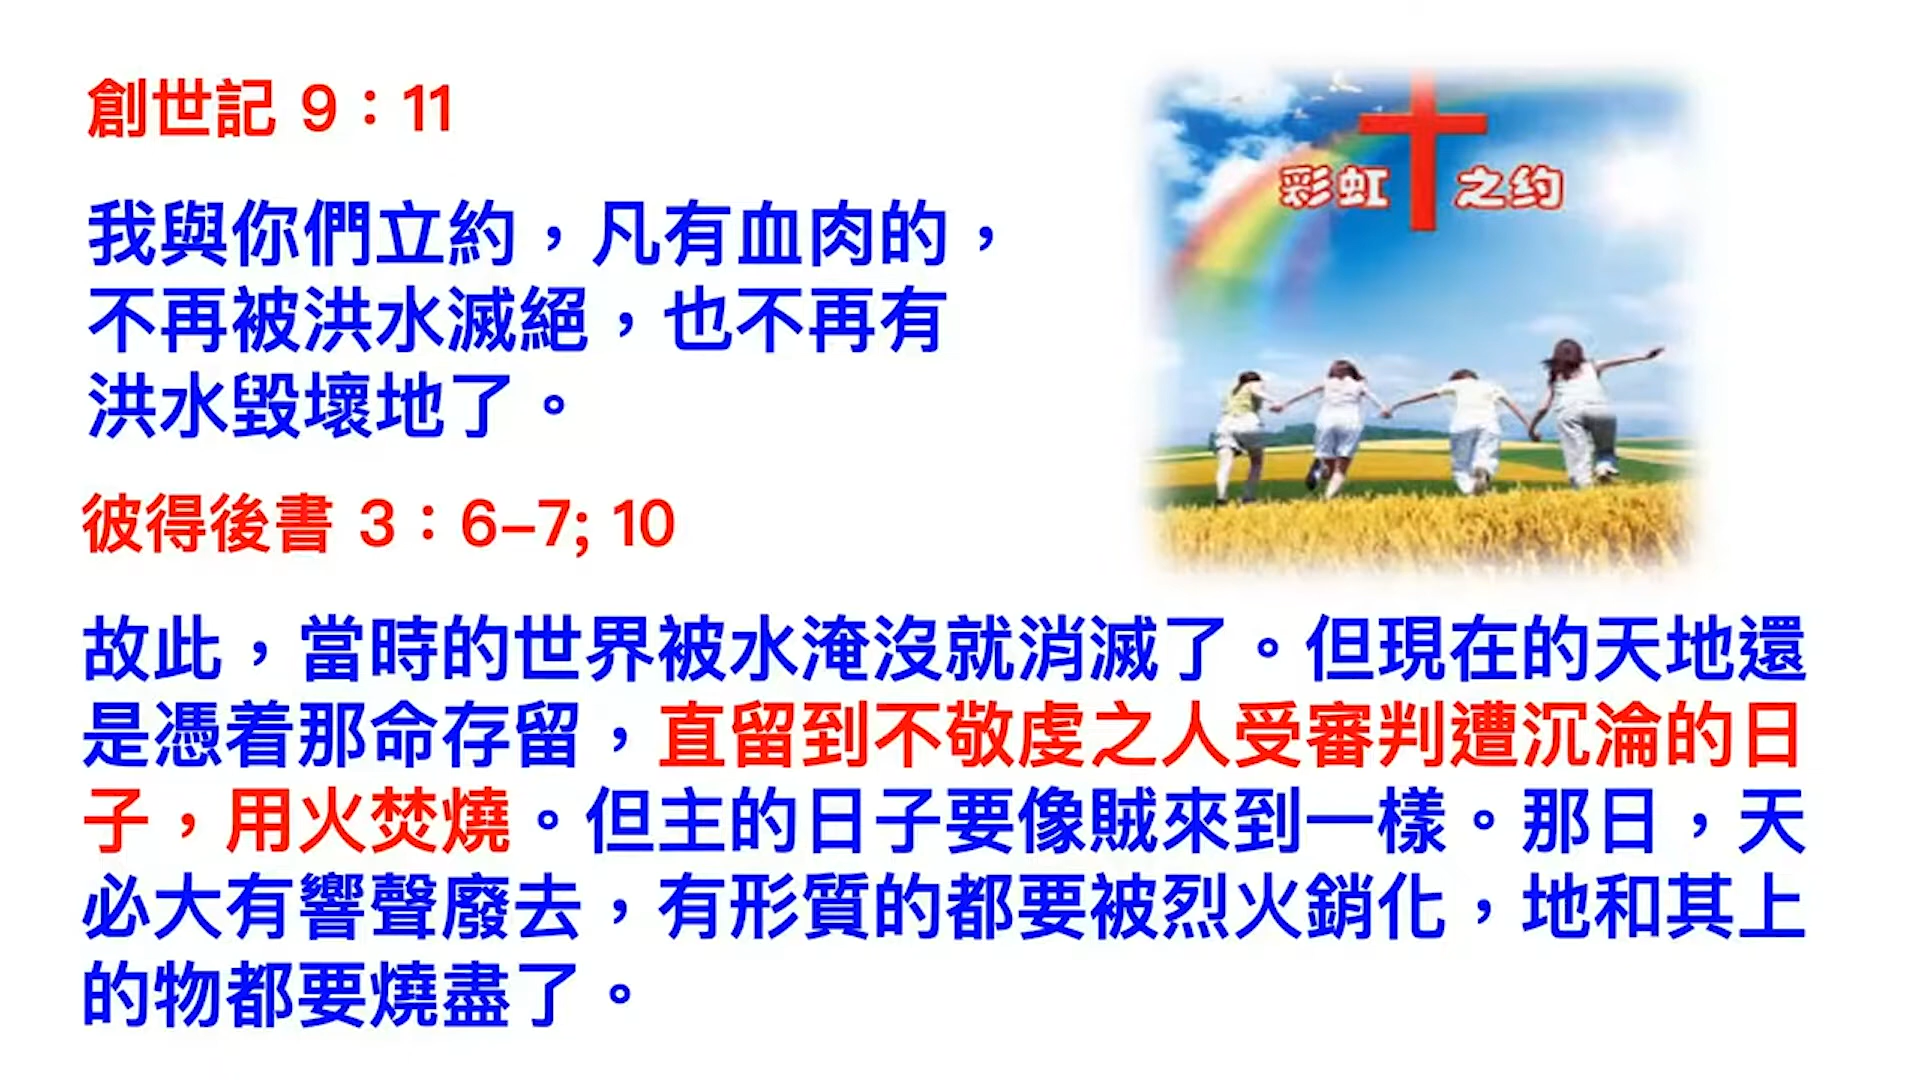 創世記 9：11
彩虹 之约
我與你們立約，凡有血肉的，
不再被洪水滅絕，也不再有
洪水毀壞地了。
彼得後書 3：6–7; 10
故此，當時的世界被水淹沒就消滅了。但現在的天地還
是憑着那命存留，直留到不敬虔之人受審判遭沉淪的日
子，用火焚燒。但主的日子要像賊來到一樣。那日，天
必大有響聲廢去，有形質的都要被烈火銷化，地和其上
的物都要燒盡了。